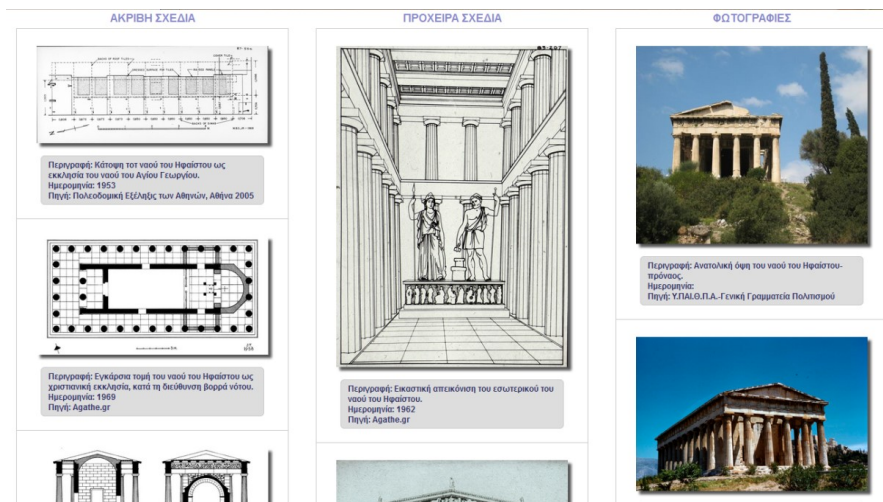 ΑΚΡΙΒΗ ΣΧΕΔΙΑ
Περιγραφή: Κάτοψη τοτ ναού του Ηφαίστου ως
εκκλησία του ναού του Αγίου Γεωργίου.
Ημερομηνία: 1953
Πηγή: Πολεοδομική Εξέληξις των Αθηνών, Αθήνα 2005
Περιγραφή: Εγκάρσια τομή του ναού του Ηφαίστου ως
χριστιανική εκκλησία, κατά τη διεύθυνση βορρά νότου.
Ημερομηνία: 1969
Πηγή: Agathe.gr
ΠΡΟΧΕΙΡΑ ΣΧΕΔΙΑ
Περιγραφή: Εικαστική απεικόνιση του εσωτερικού του
ναού του Ηφαίστου.
Ημερομηνία: 1962
Πηγή: Agathe.gr
ΦΩΤΟΓΡΑΦΙΕΣ
Περιγραφή: Ανατολική όψη του ναού του Ηφαίστου-
πρόναος.
Ημερομηνία:
Πηγή: Υ.ΠΑΙ.Θ.Π.Α.-Γενική Γραμματεία Πολιτισμού